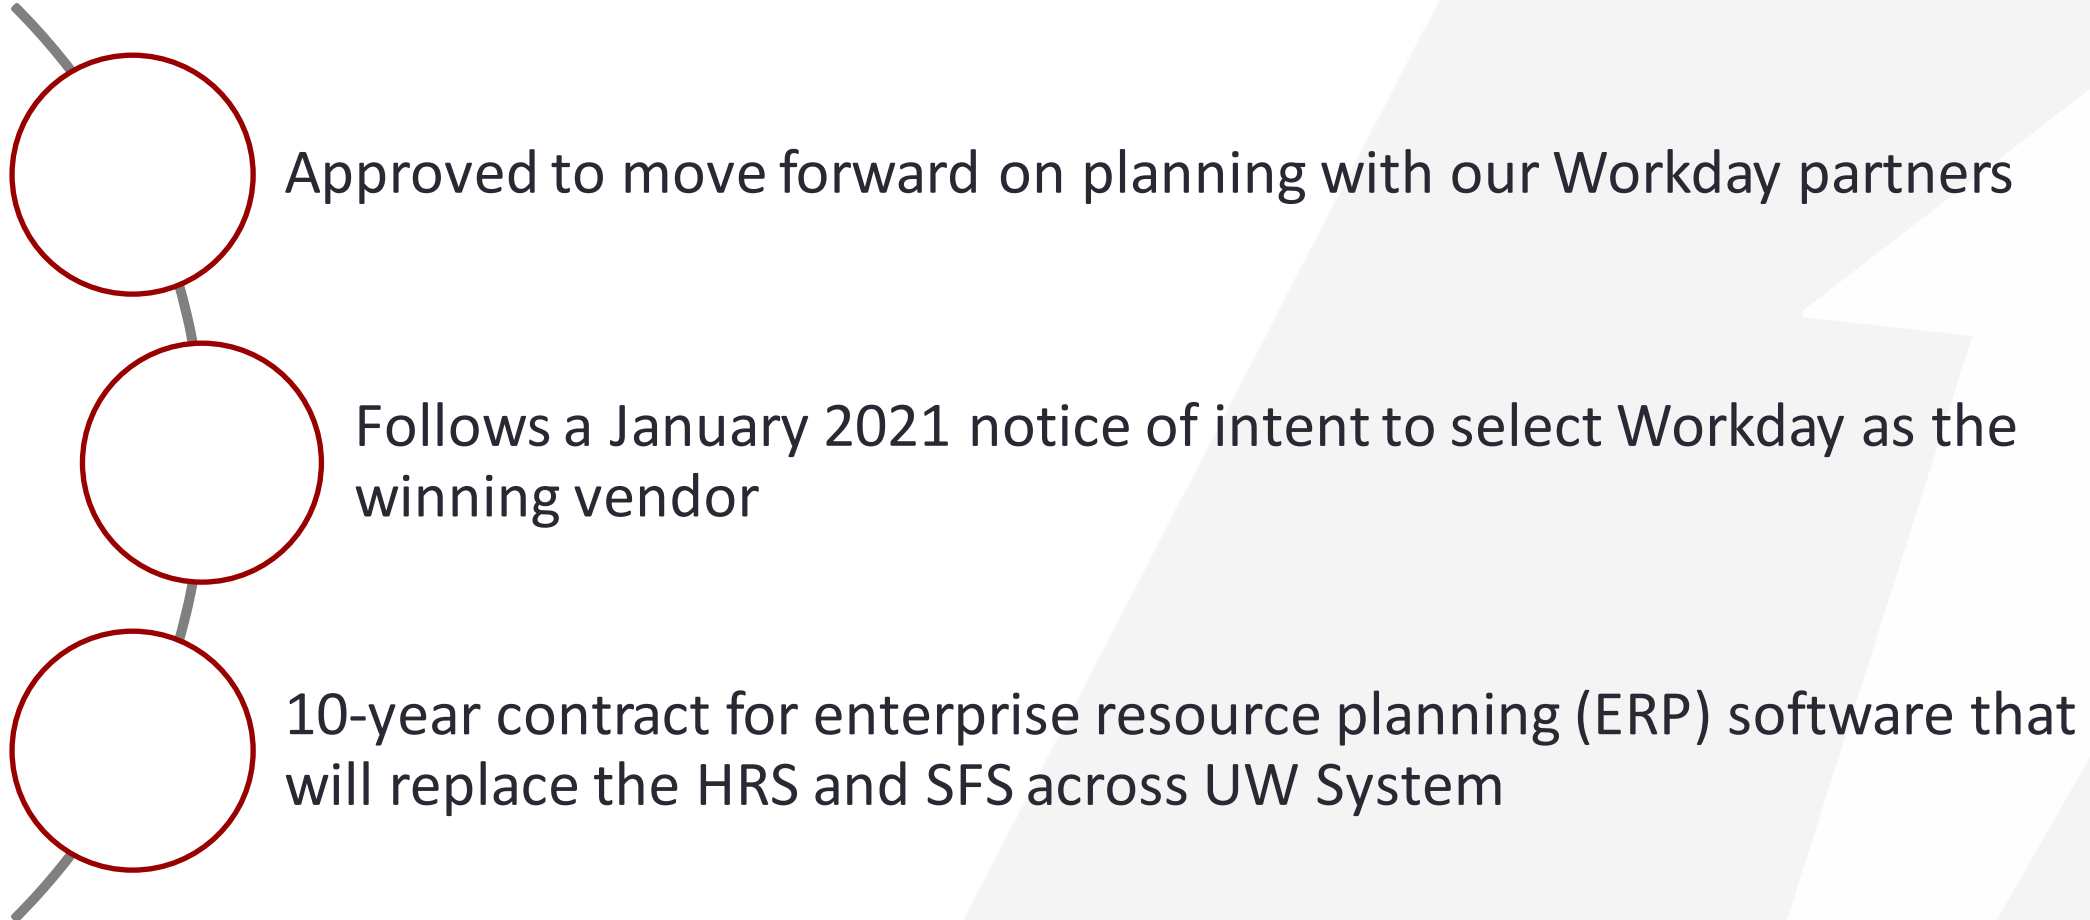 Approved to move forward on planning with our Workday partners
Follows a January 2021 notice of intent to select Workday as the
winning vendor
10-year contract for enterprise resource planning (ERP) software that
will replace the HRS and SFS across UW System